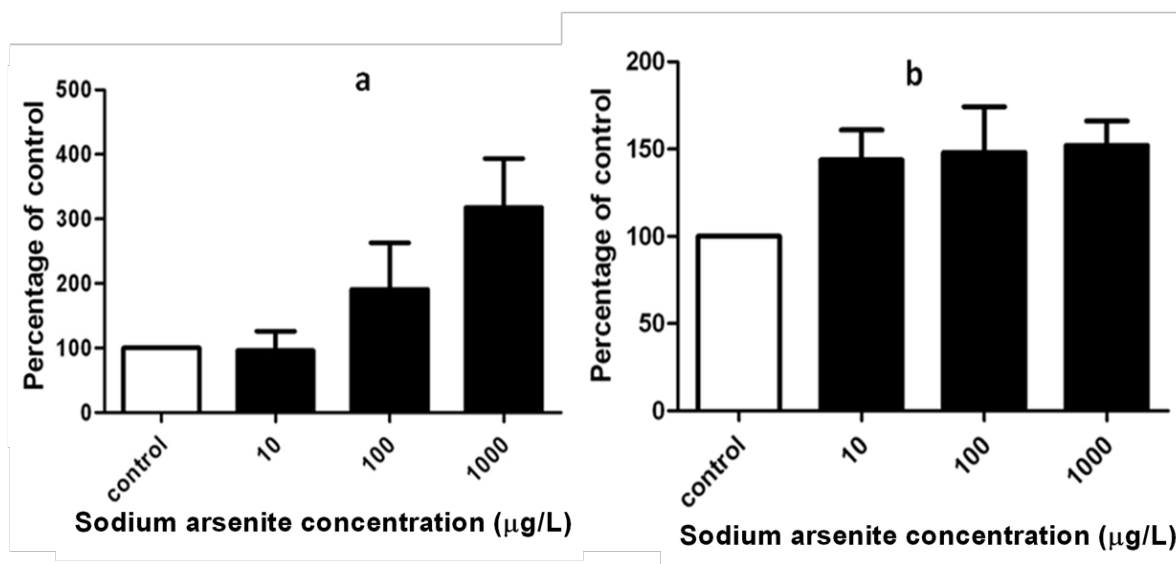 a
Percentage of control
500
400
300
200
100
0
control
10
100
1000
Sodium arsenite concentration (μg/L)
b
Percentage of control
200
150
100
50
0
control
10
100
1000
Sodium arsenite concentration (μg/L)